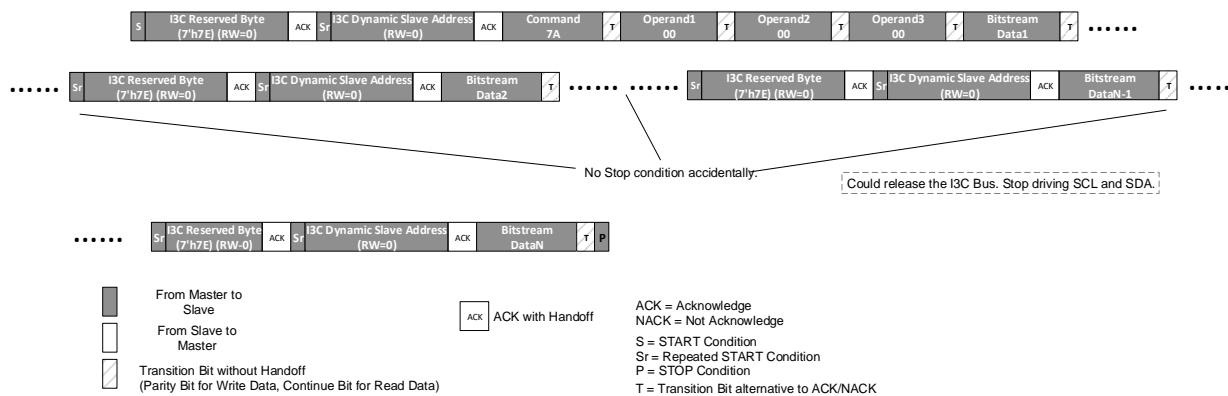 S I3C Reserved Byte (7'h7E) (RW=0) ACK Sr I3C Dynamic Slave Address (RW=0) ACK Command 7A T Operand1 00 T Operand2 00 T Operand3 00 T Bitstream Data1 T ......
...... Sr I3C Reserved Byte (7'h7E) (RW=0) ACK Sr I3C Dynamic Slave Address (RW=0) ACK Bitstream Data2 T ...... ...... Sr I3C Reserved Byte (7'h7E) (RW=0) ACK Sr I3C Dynamic Slave Address (RW=0) ACK Bitstream DataN-1 T ......
No Stop condition accidentally.
Could release the I3C Bus. Stop driving SCL and SDA.
...... Sr I3C Reserved Byte (7'h7E) (RW-0) ACK Sr I3C Dynamic Slave Address (RW=0) ACK Bitstream DataN T P
From Master to
Slave
From Slave to
Master
Transition Bit without Handoff
(Parity Bit for Write Data, Continue Bit for Read Data)
ACK ACK with Handoff
ACK = Acknowledge
NACK = Not Acknowledge
S = START Condition
Sr = Repeated START Condition
P = STOP Condition
T = Transition Bit alternative to ACK/NACK